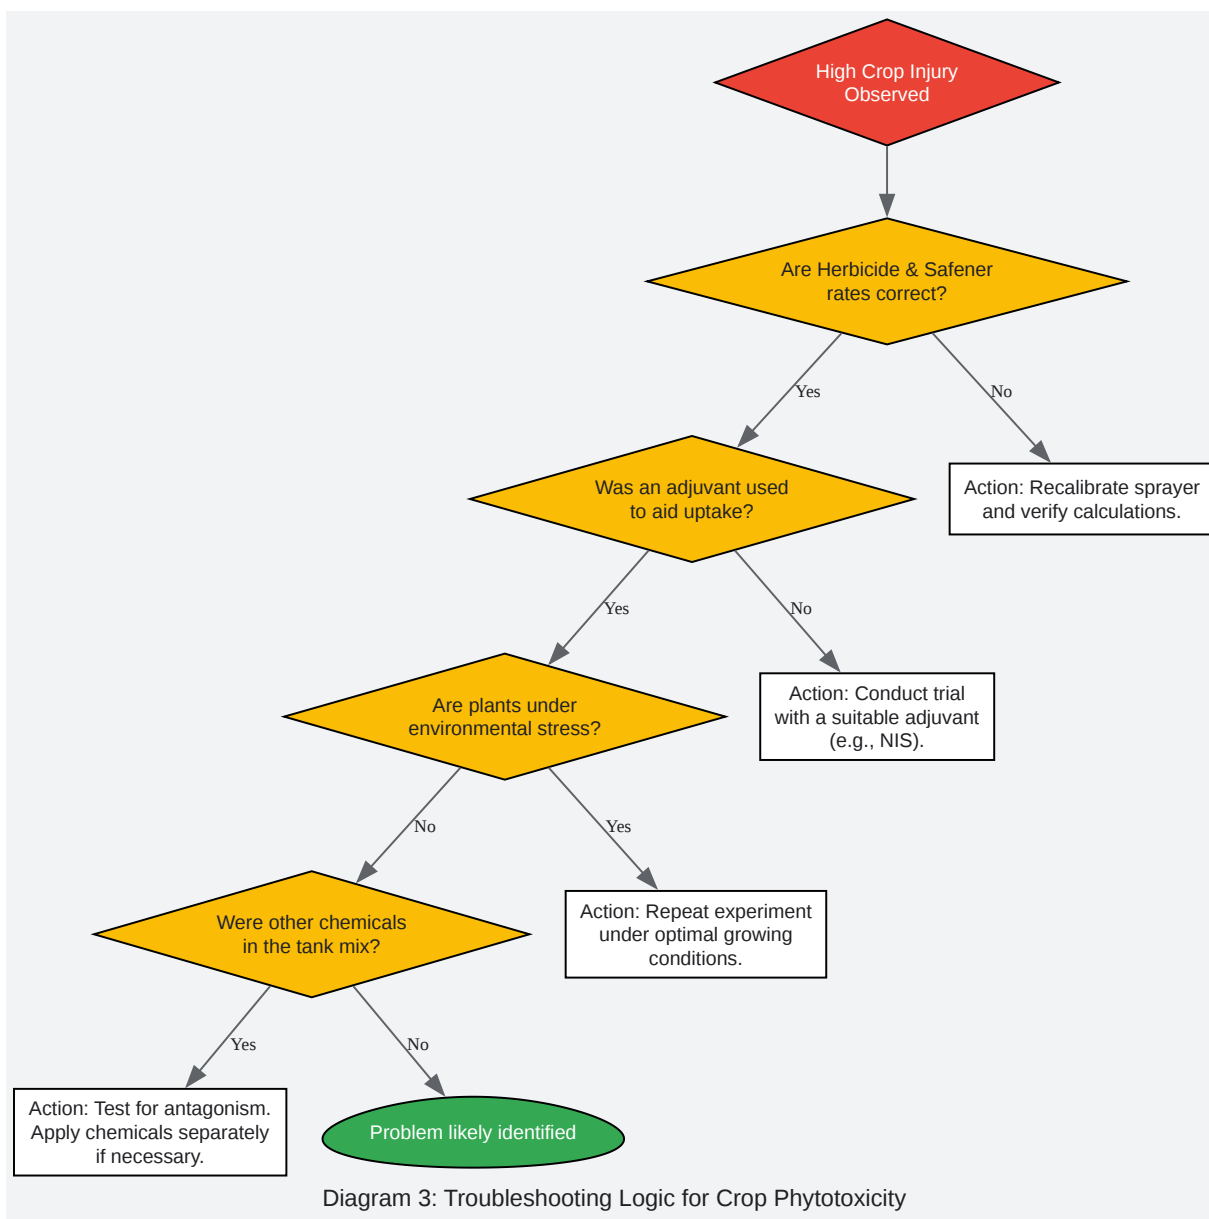 High Crop Injury
Observed
Are Herbicide & Safener
rates correct?
Yes
No
Was an adjuvant used
to aid uptake?
Action: Recalibrate sprayer
and verify calculations.
Yes
No
Are plants under
environmental stress?
Action: Conduct trial
with a suitable adjuvant
(e.g., NIS).
No
Yes
Were other chemicals
in the tank mix?
Action: Repeat experiment
under optimal growing
conditions.
Yes
No
Action: Test for antagonism.
Apply chemicals separately
if necessary.
Problem likely identified
Diagram 3: Troubleshooting Logic for Crop Phytotoxicity